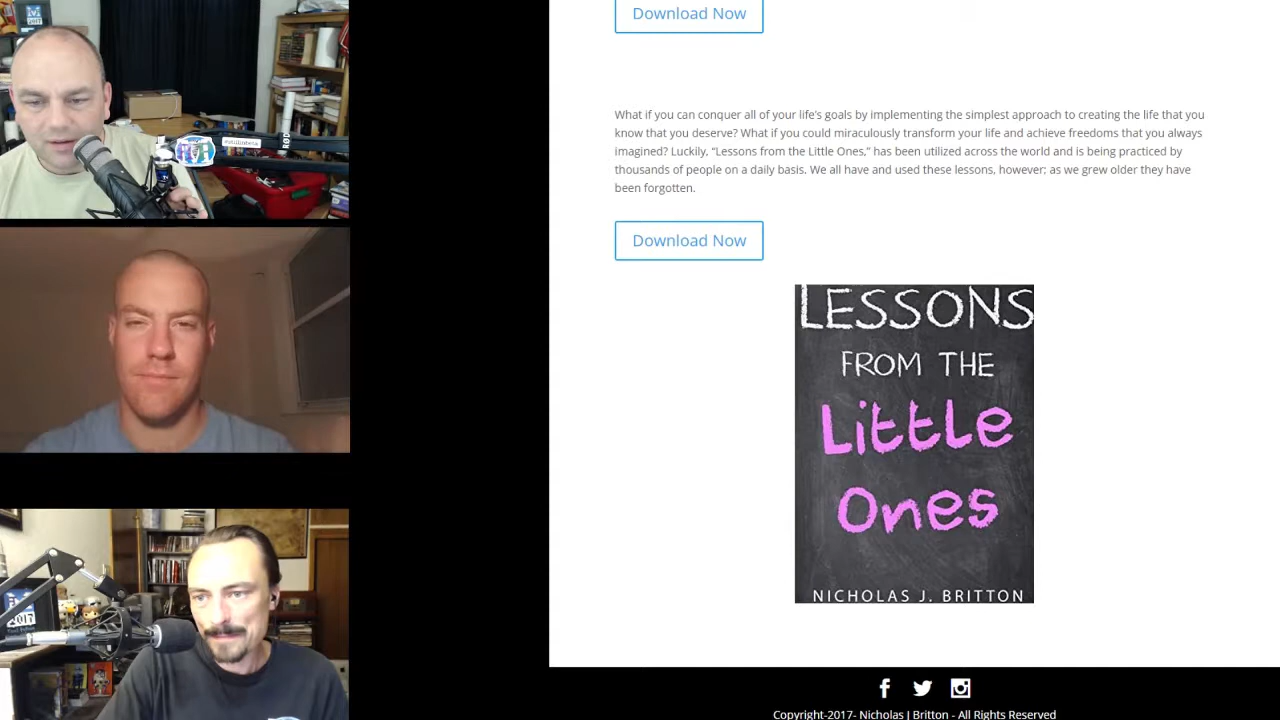 Download Now
What if you can conquer all of your life's goals by implementing the simplest approach to creating the life that you
know that you deserve? What if you could miraculously transform your life and achieve freedoms that you always
imagined? Luckily, “Lessons from the Little Ones,” has been utilized across the world and is being practiced by
thousands of people on a daily basis. We all have and used these lessons, however; as we grew older they have
been forgotten.
Download Now
LESSONS
FROM THE
Little
Ones
NICHOLAS J. BRITTON
Copyright-2017- Nicholas J Britton - All Rights Reserved
2017
RØDE
2017